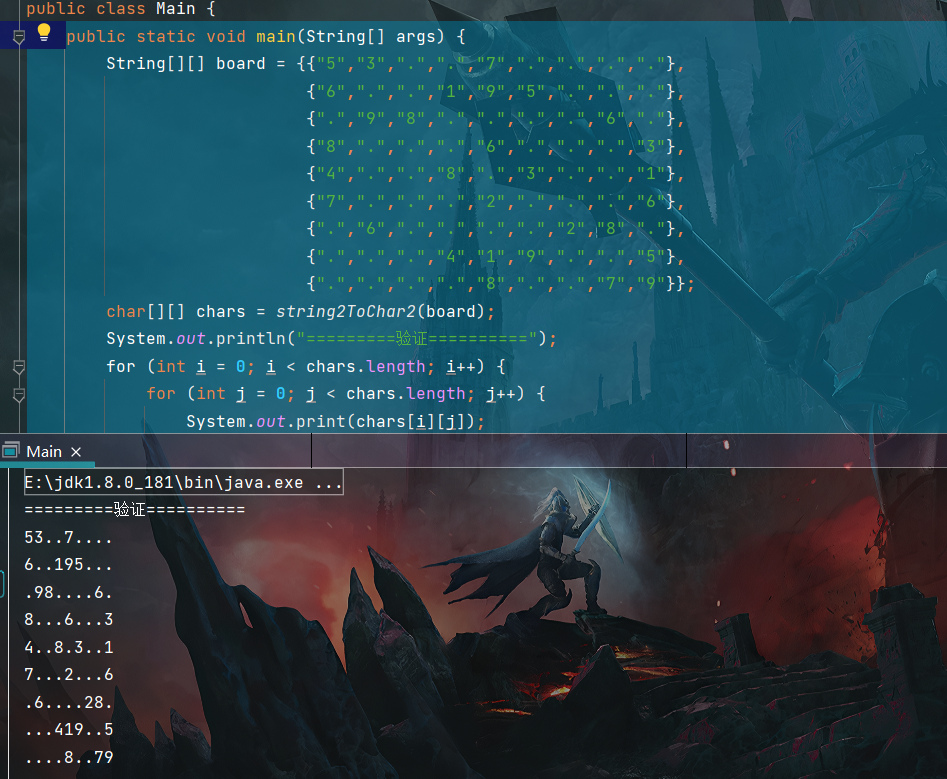 public class Main {
public static void main(String[] args) {
String[][] board = {{"5","3",".",".","7",".",".",".","."},
{"6",".",".","1","9","5",".",".","."},
{".","9","8",".",".",".",".","6","."},
{"8",".",".",".","6",".",".",".","3"},
{"4",".",".","8",".","3",".",".","1"},
{"7",".",".",".","2",".",".",".","6"},
{".","6",".",".",".",".","2","8","."},
{".",".",".","4","1","9",".",".","5"},
{".",".",".",".","8",".",".","7","9"}};
char[][] chars = string2ToChar2(board);
System.out.println("=========验证==========");
for (int i = 0; i < chars.length; i++) {
for (int j = 0; j < chars.length; j++) {
System.out.print(chars[i][j]);
Main ×
E:\jdk1.8.0_181\bin\java.exe ...
=========验证==========
53..7....
6..195...
.98....6.
8...6...3
4..8.3..1
7...2...6
.6....28.
...419..5
....8..79